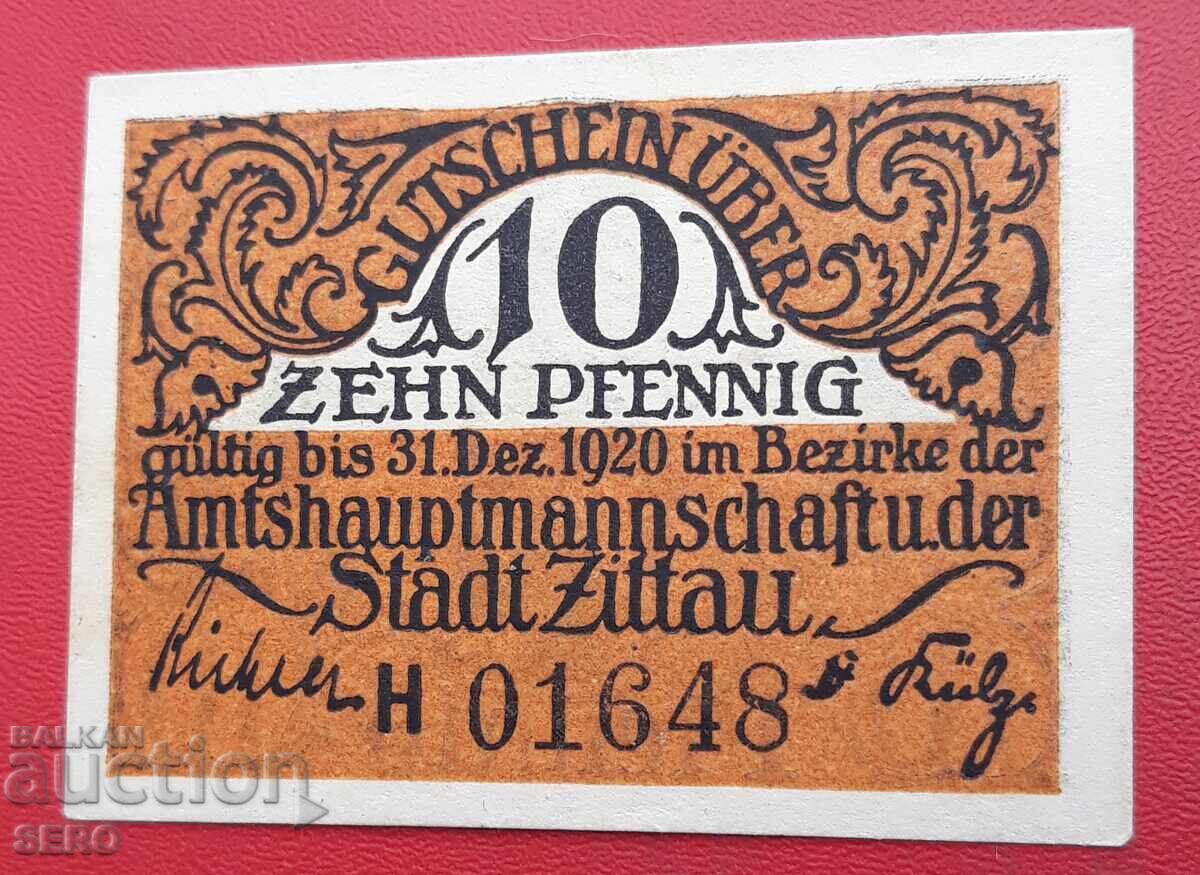 GUTSCHEIN ÜBER
10
ZEHN PFENNIG
gültig bis 31. Dez. 1920 im Bezirke der
Amtshauptmannschaft u. der
Stadt Zittau
H 01648
Külz
BALKAN
auction
SERO